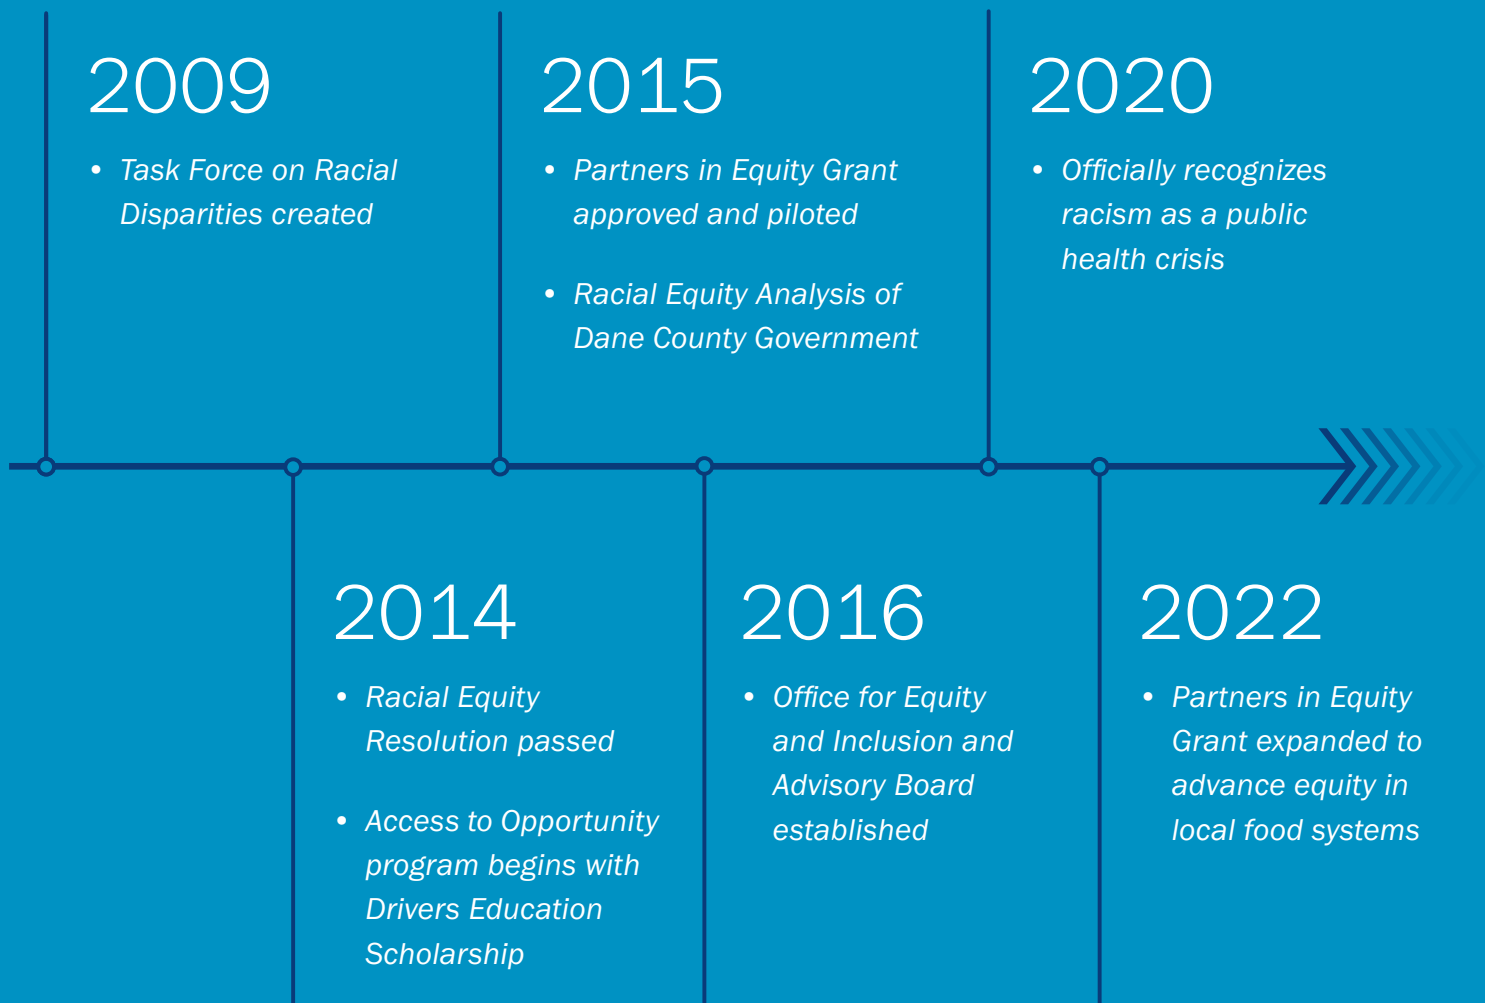 2009
• Task Force on Racial
Disparities created
2015
• Partners in Equity Grant
approved and piloted
• Racial Equity Analysis of
Dane County Government
2020
• Officially recognizes
racism as a public
health crisis
2014
• Racial Equity
Resolution passed
• Access to Opportunity
program begins with
Drivers Education
Scholarship
2016
• Office for Equity
and Inclusion and
Advisory Board
established
2022
• Partners in Equity
Grant expanded to
advance equity in
local food systems